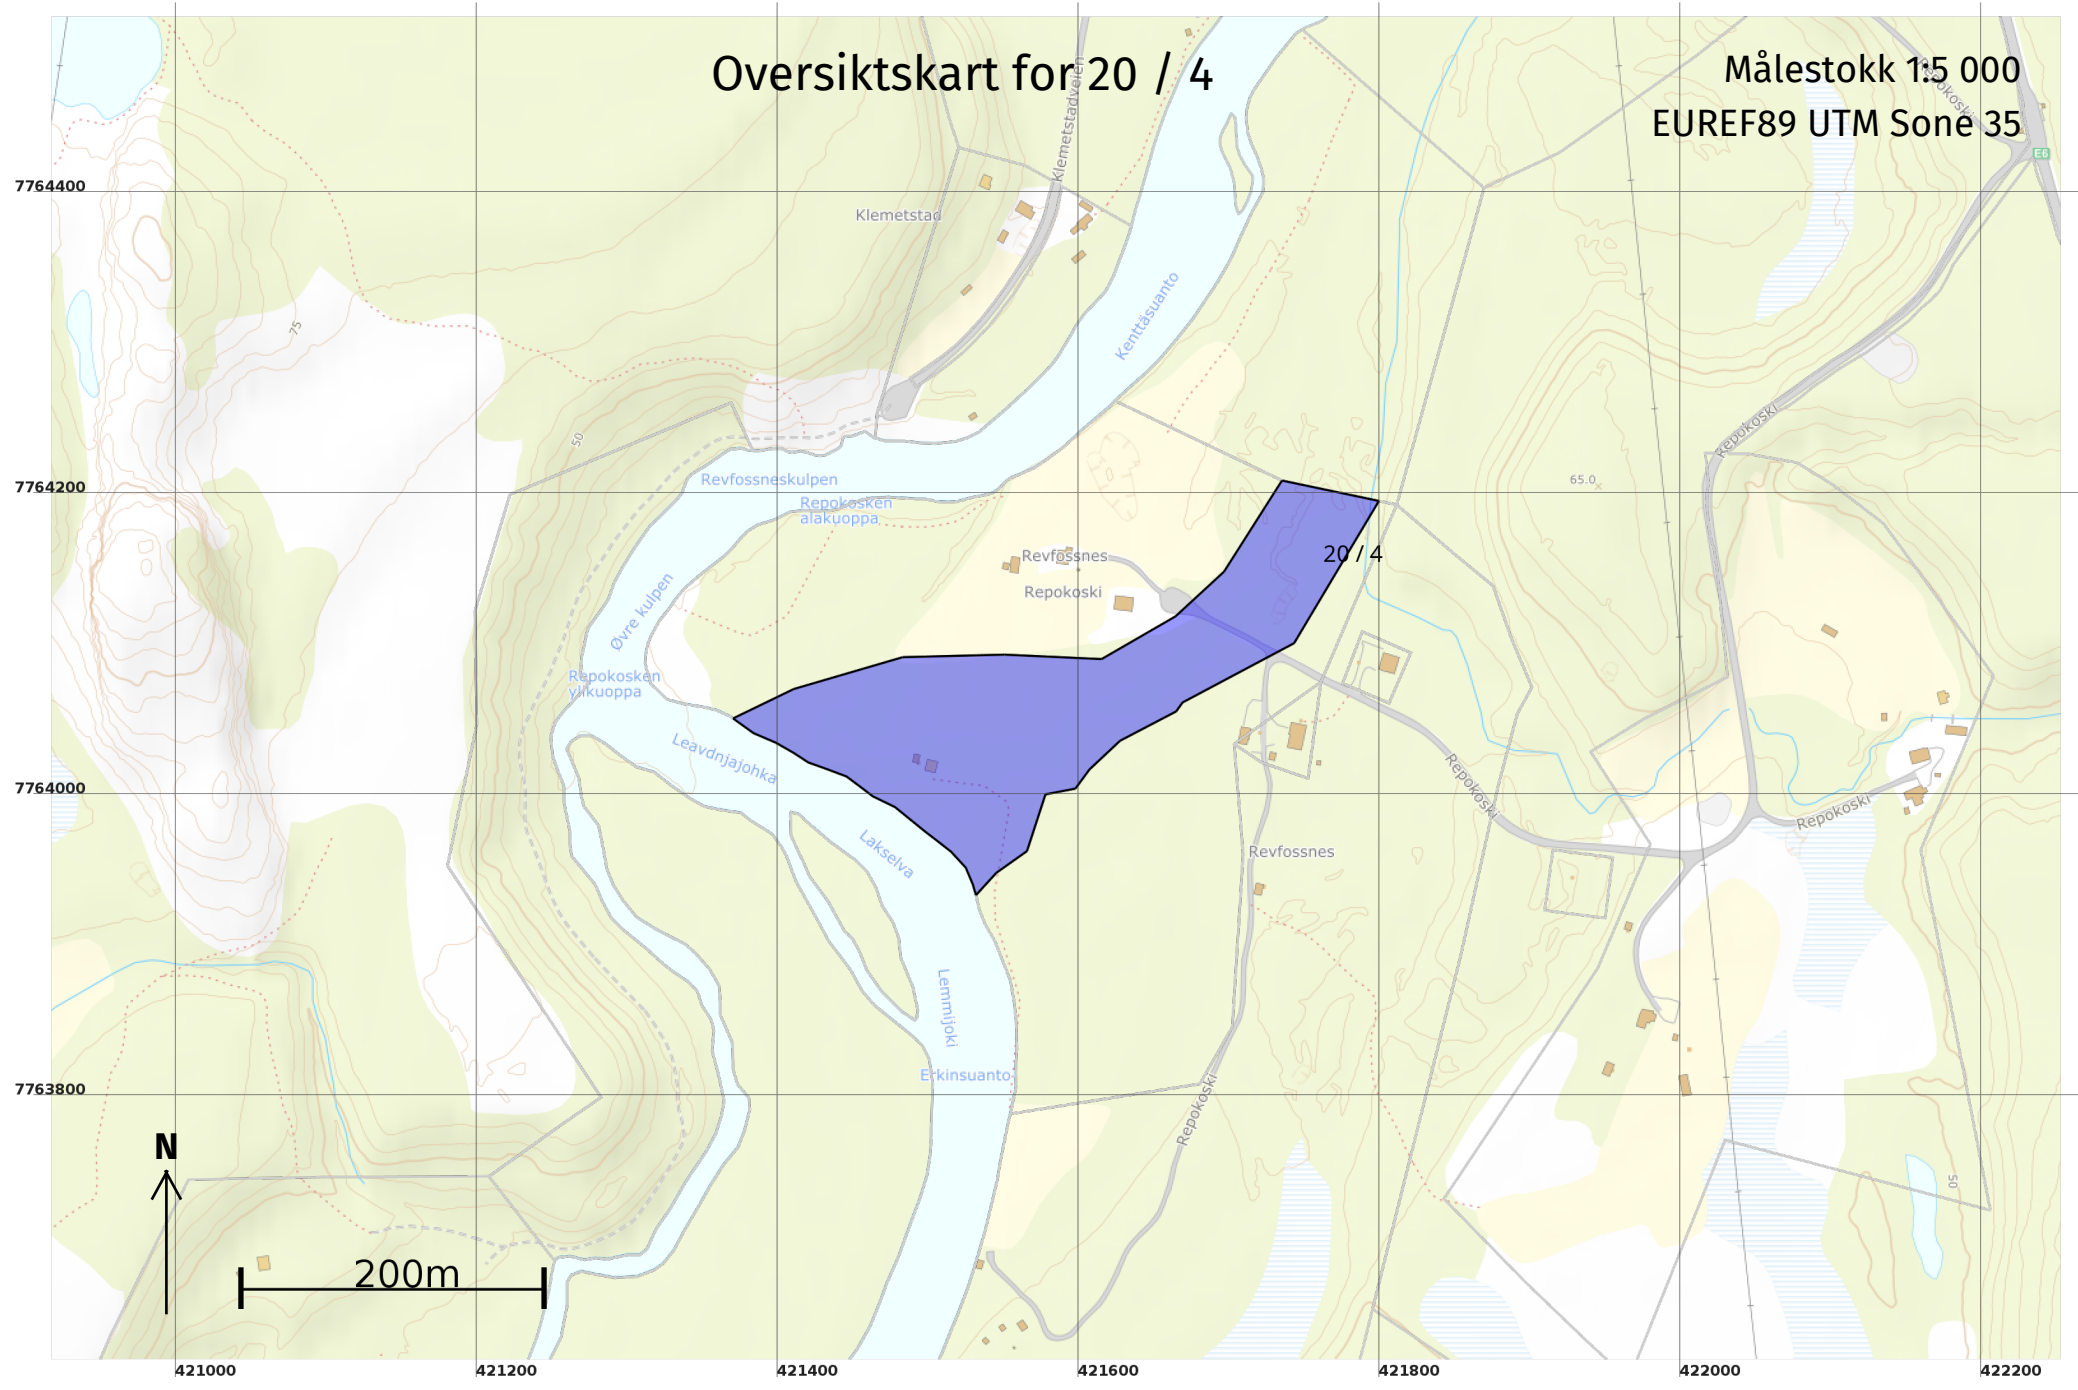 Oversiktskart for 20 / 4
Målestokk 1:5 000
EUREF89 UTM Sone 35
Repokoski
E6
Klemetstadveien
7764400
Klemetstad
Kenttäsuanto
75
50
Repokoski
Revfossneskulpen
65.0
7764200
Repokosken
alakuoppa
Revfossnes
20 / 4
Repokoski
Øvre kulpen
Repokosken
ylikuoppa
Leavdnjajohka
7764000
Repokoski
Repokoski
Lakselva
Revfossnes
Lemmijoki
Erkinsuanto
7763800
Repokoski
N
50
200m
421000
421200
421400
421600
421800
422000
422200